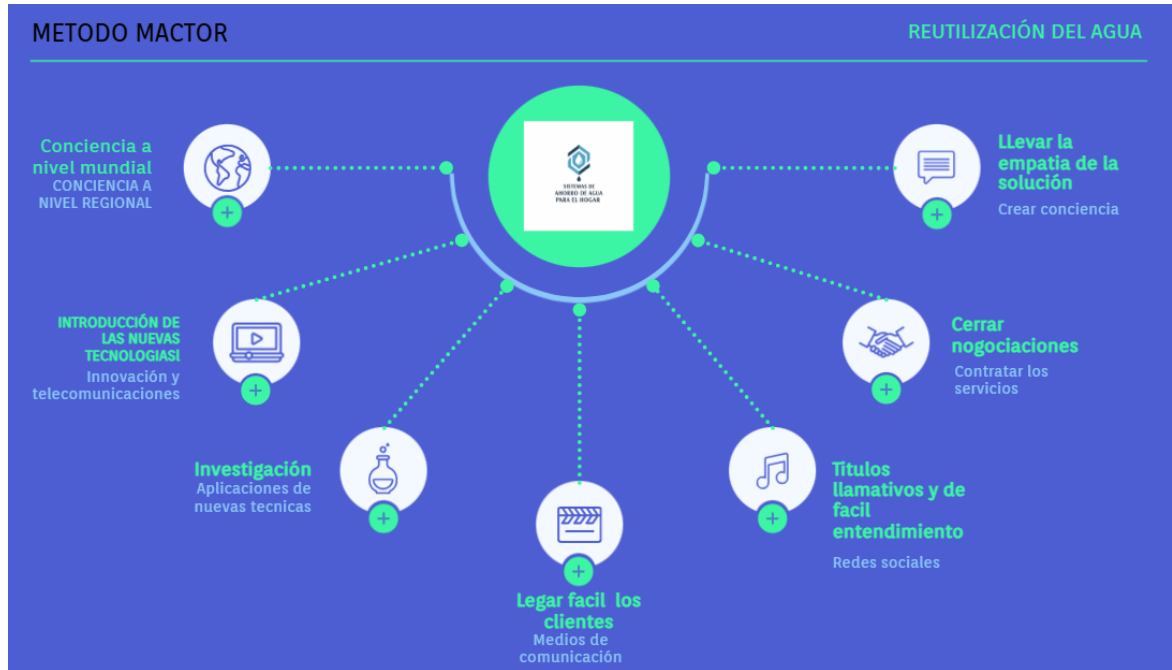 METODO MACTOR
REUTILIZACIÓN DEL AGUA
SISTEMAS DE
AHORRO DE AGUA
PARA EL HOGAR
Conciencia a
nivel mundial
CONCIENCIA A
NIVEL REGIONAL
INTRODUCCIÓN DE
LAS NUEVAS
TECNOLOGIAS!
Innovación y
telecomunicaciones
Investigación
Aplicaciones de
nuevas tecnicas
Legar facil los
clientes
Medios de
comunicación
Titulos
llamativos y de
facil
entendimiento
Redes sociales
Cerrar
nogociaciones
Contratar los
servicios
LLevar la
empatia de la
solución
Crear conciencia